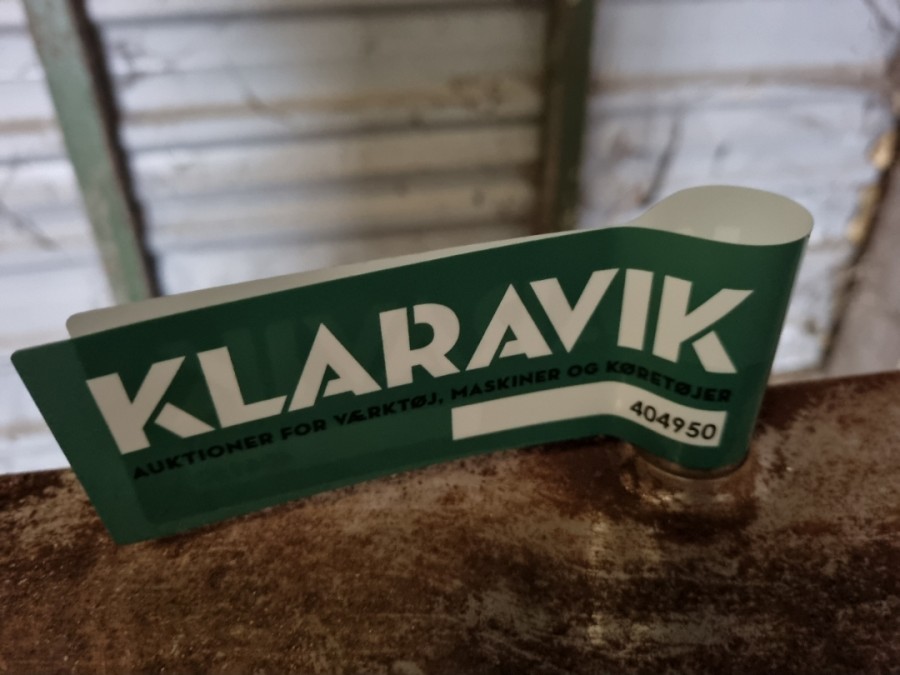 KLARAVIK
AUKTIONER FOR VÆRKTØJ, MASKINER OG KØRETØJER
404950